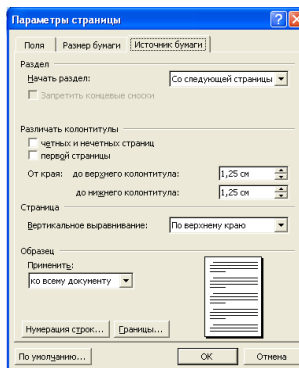 Параметры страницы
Поля Размер бумаги Источник бумаги
Раздел
Начать раздел: Со следующей страницы
Запретить концевые сноски
Различать колонтитулы
чётных и нечетных страниц
первой страницы
От края: до верхнего колонтитула: 1,25 см
до нижнего колонтитула: 1,25 см
Страница
Вертикальное выравнивание: По верхнему краю
Образец
Применить:
ко всему документу
Нумерация строк... Границы...
По умолчанию... OK Отмена